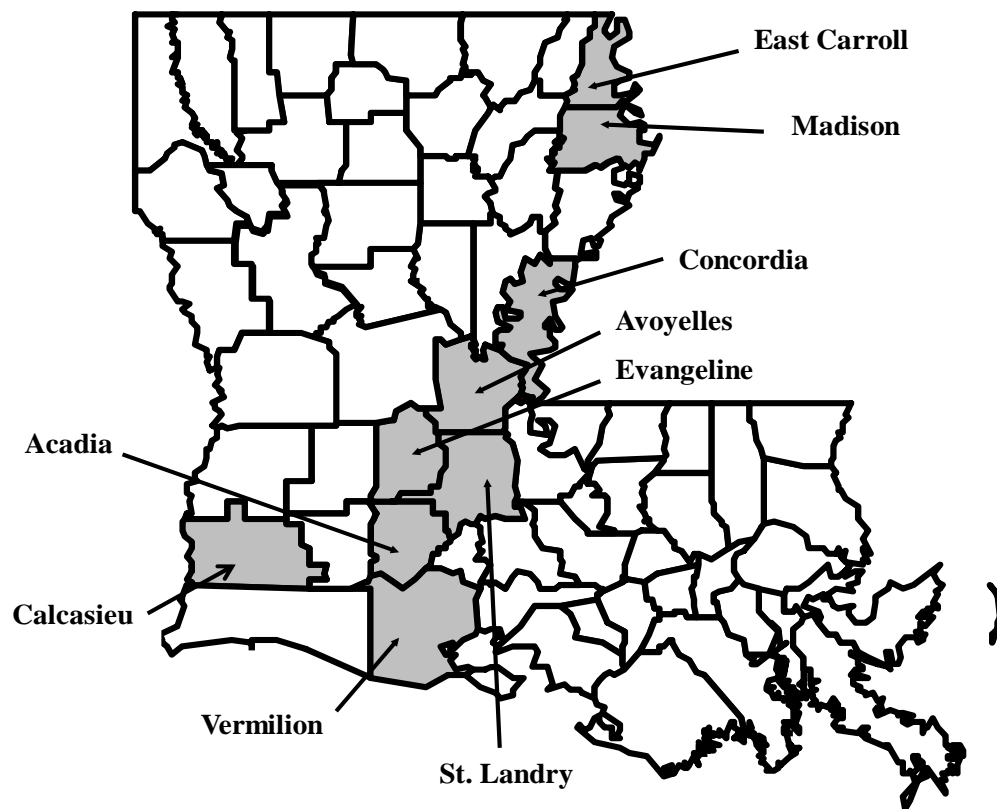 East Carroll
Madison
Concordia
Avoyelles
Evangeline
Acadia
Calcasieu
Vermilion
St. Landry